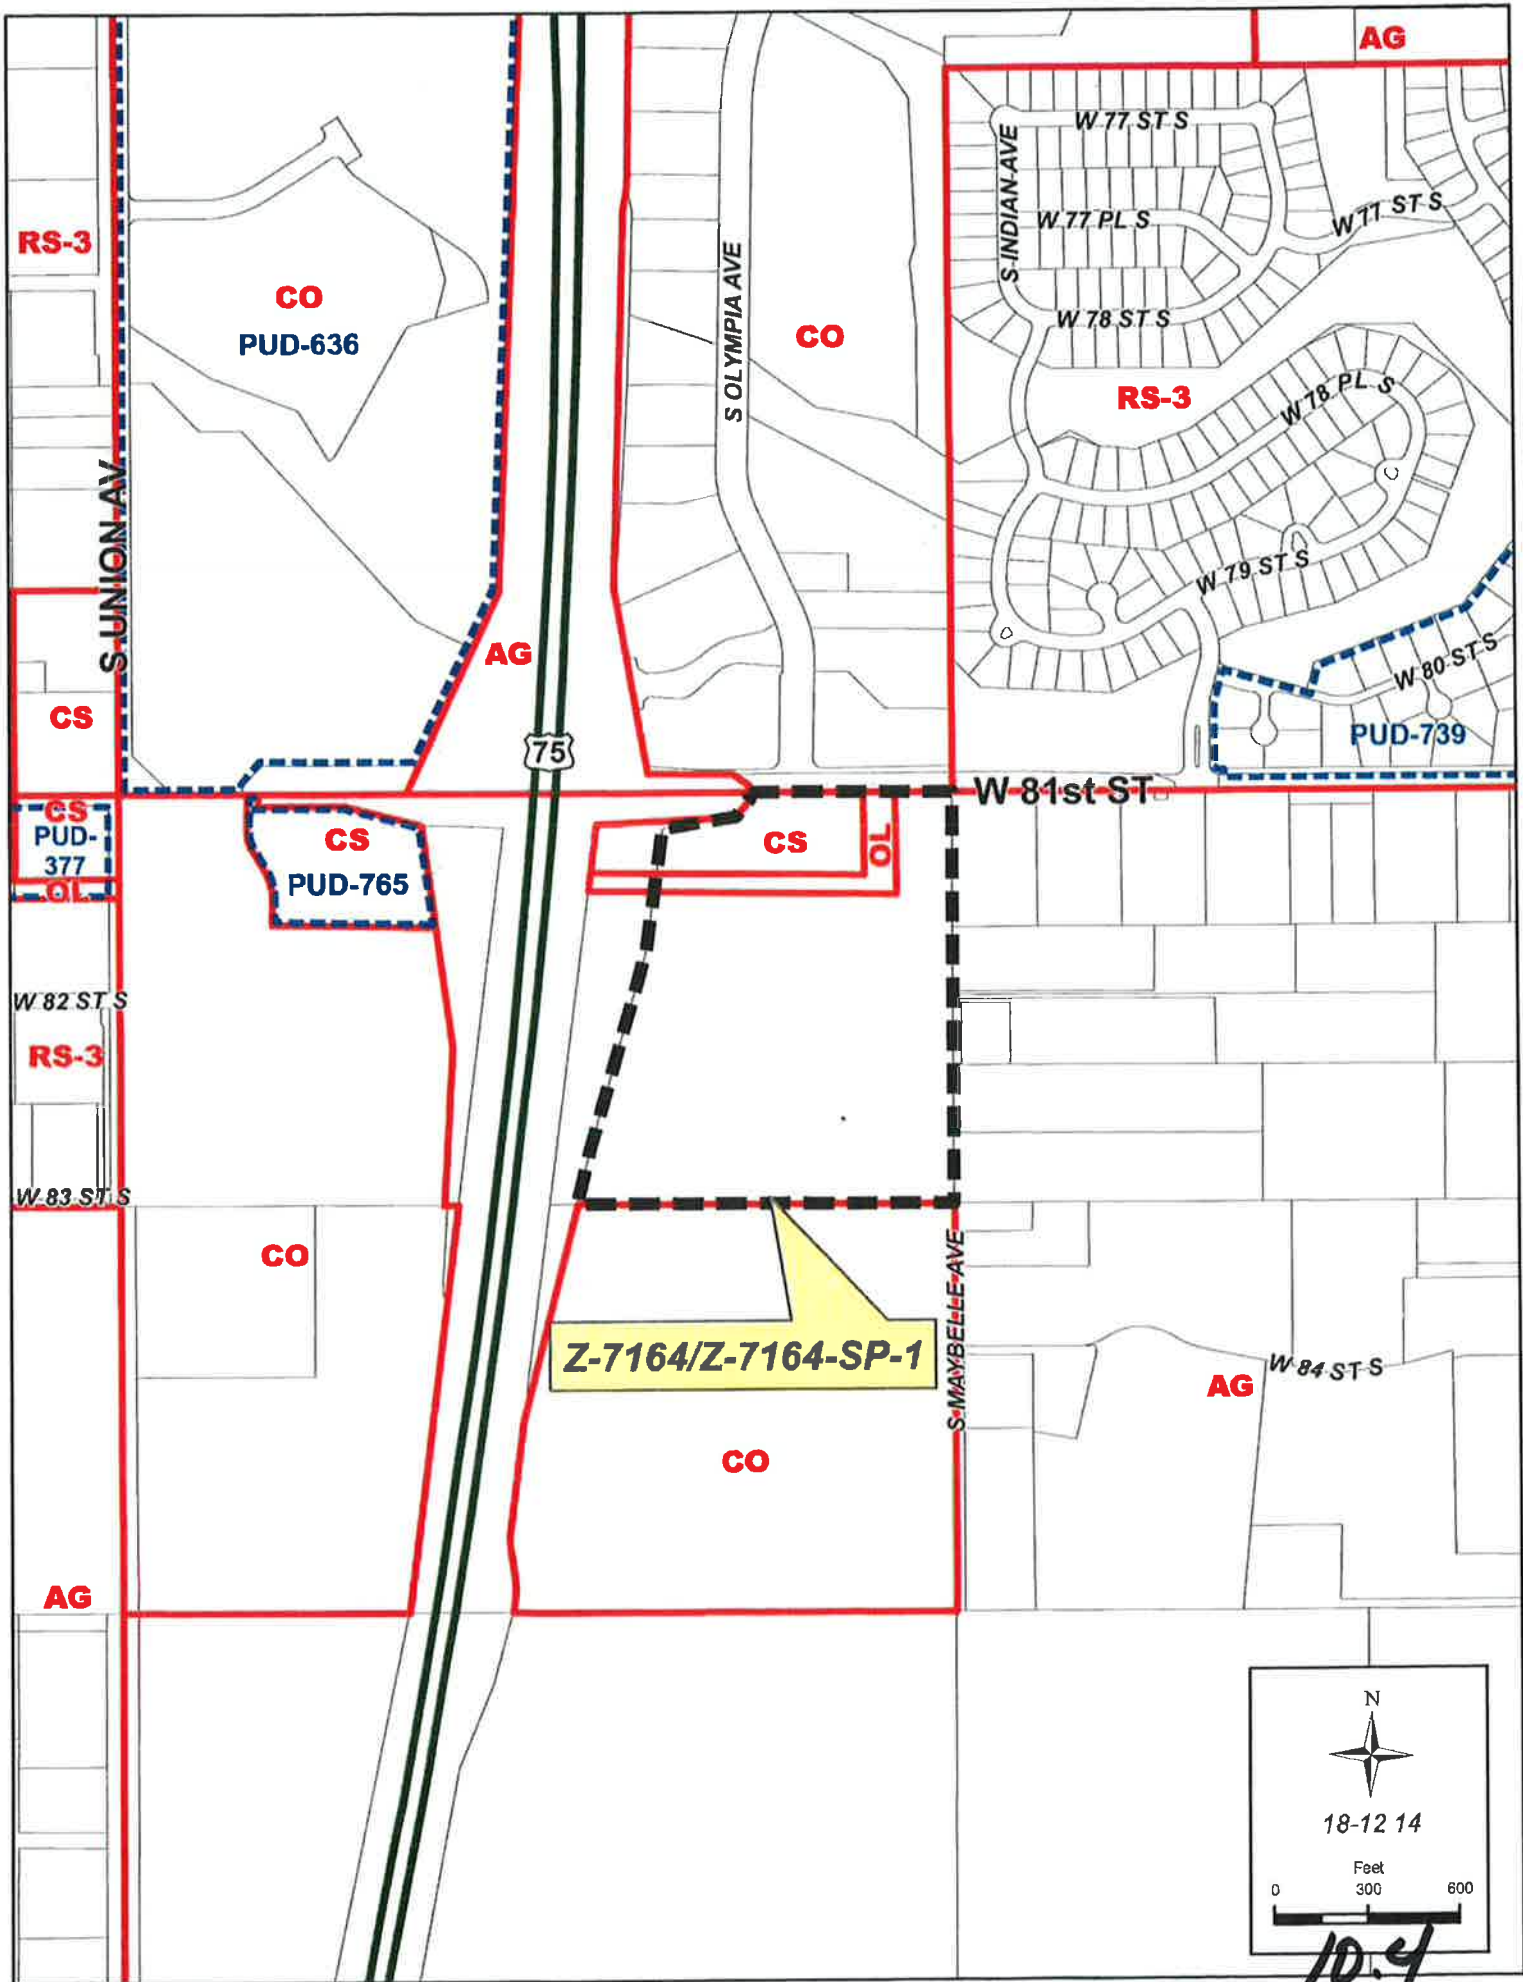 AG
W 77 ST S
S INDIAN AVE
W 77 PL S
W 77 ST S
RS-3
CO
PUD-636
S OLYMPIA AVE
CO
W 78 ST S
RS-3
W 78 PL S
S UNION AV
W 79 ST S
AG
CS
W 80 ST S
PUD-739
75
W 81st ST
CS
PUD-
377
OL
CS
PUD-765
CS
OL
W 82 ST S
RS-3
W 83 ST S
CO
S MAYBELLE AVE
Z-7164/Z-7164-SP-1
W 84 ST S
AG
CO
AG
N
18-12 14
Feet
0 300 600
10.4